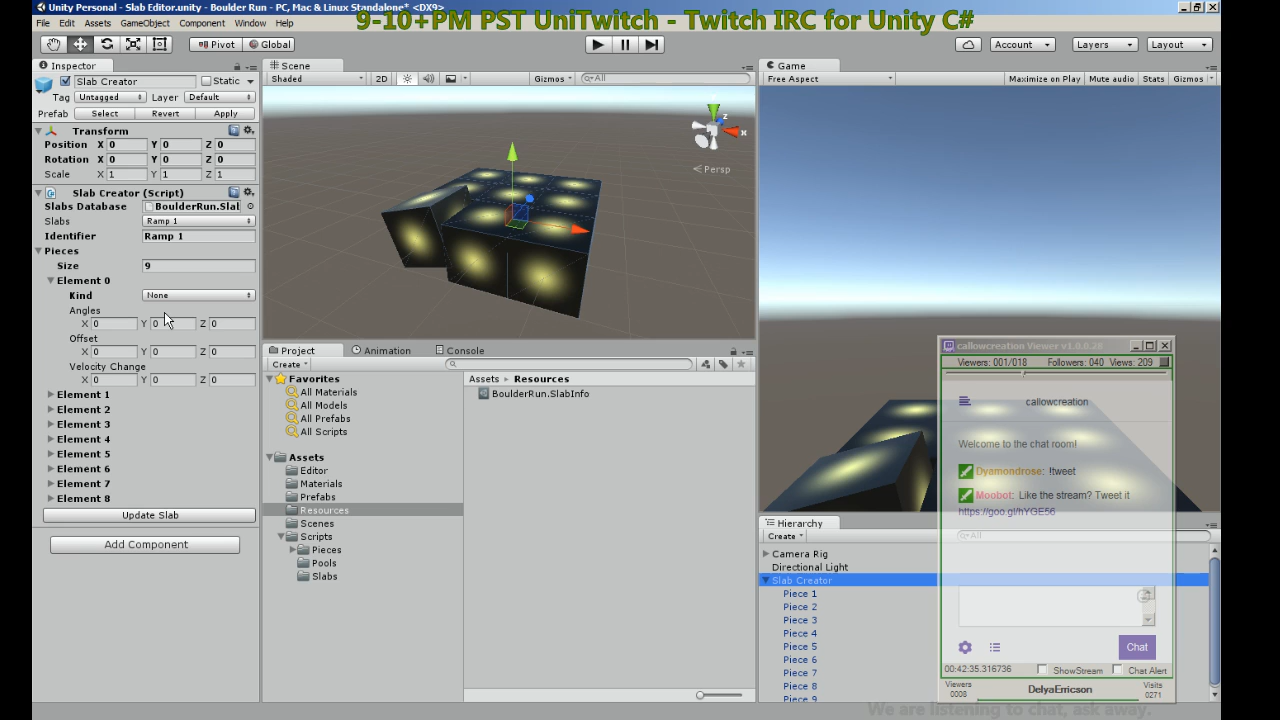 Unity Personal - Slab Editor.unity - Boulder Run - PC, Mac & Linux Standalone* <DX9>
9-10+PM PST UniTwitch - Twitch IRC for Unity C#
File Edit Assets GameObject Component Window Help
Pivot Global Account Layers Layout
Inspector
Slab Creator Static
Tag Untagged Layer Default
Prefab Select Revert Apply
Transform
Position X 0 Y 0 Z 0
Rotation X 0 Y 0 Z 0
Scale X 1 Y 1 Z 1
Slab Creator (Script)
Slabs Database BoulderRun.Slal
Slabs Ramp 1
Identifier Ramp 1
Pieces
Size 9
Element 0
Kind None
Angles
X 0 Y 0 Z 0
Offset
X 0 Y 0 Z 0
Velocity Change
X 0 Y 0 Z 0
Element 1
Element 2
Element 3
Element 4
Element 5
Element 6
Element 7
Element 8
Update Slab
Add Component
Scene
Shaded 2D Gizmos All
y
z
x
Persp
Project Animation Console
Create
Favorites
All Materials
All Models
All Prefabs
All Scripts
Assets
Editor
Materials
Prefabs
Resources
Scenes
Scripts
Pieces
Pools
Slabs
Assets Resources
BoulderRun.SlabInfo
Game
Free Aspect Maximize on Play Mute audio Stats Gizmos
callowcreation Viewer v1.0.0.28
Viewers: 001/018 Followers: 040 Views: 209
callowcreation
Welcome to the chat room!
Dyamondrose: !tweet
Moobot: Like the stream? Tweet it
https://goo.gl/hYGE56
Chat
00:42:35.316736 ShowStream Chat Alert
Viewers
0008
DelyaErricson
Visits
0271
Hierarchy
Create All
Camera Rig
Directional Light
Slab Creator
Piece 1
Piece 2
Piece 3
Piece 4
Piece 5
Piece 6
Piece 7
Piece 8
Piece 9
We are listening to chat, ask away.